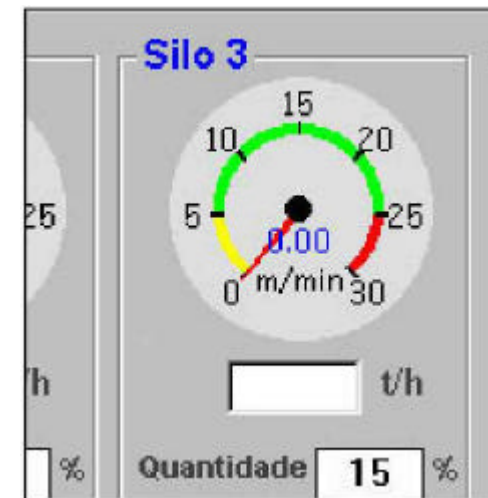 Silo 3
15
10 20
25 5 25
0.00
0 m/min 30
/h t/h
% Quantidade 15 %